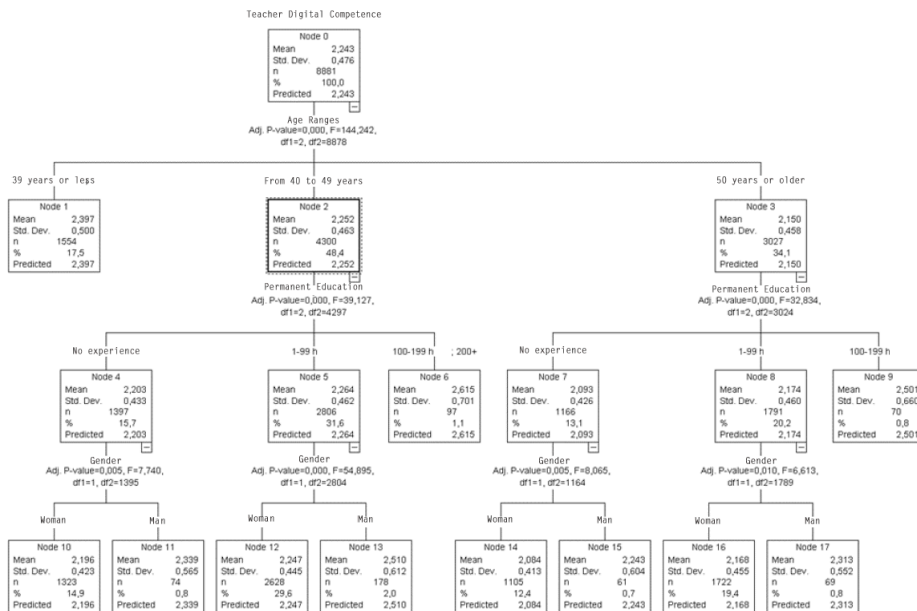 Teacher Digital Competence
Node 0
Mean 2,243
Std. Dev. 0,476
n 8881
% 100,0
Predicted 2,243
Age Ranges
Adj. P-value=0,000, F=144,242,
df1=2, df2=8878
39 years or less
From 40 to 49 years
50 years or older
Node 1
Mean 2,397
Std. Dev. 0,500
n 1554
% 17,5
Predicted 2,397
Node 2
Mean 2,252
Std. Dev. 0,463
n 4300
% 48,4
Predicted 2,252
Node 3
Mean 2,150
Std. Dev. 0,458
n 3027
% 34,1
Predicted 2,150
Permanent Education
Adj. P-value=0,000, F=39,127,
df1=2, df2=4297
Permanent Education
Adj. P-value=0,000, F=32,834,
df1=2, df2=3024
No experience
1-99 h
100-199 h ; 200+
No experience
1-99 h
100-199 h
Node 4
Mean 2,203
Std. Dev. 0,433
n 1397
% 15,7
Predicted 2,203
Node 5
Mean 2,264
Std. Dev. 0,462
n 2806
% 31,6
Predicted 2,264
Node 6
Mean 2,615
Std. Dev. 0,701
n 97
% 1,1
Predicted 2,615
Node 7
Mean 2,093
Std. Dev. 0,426
n 1166
% 13,1
Predicted 2,093
Node 8
Mean 2,174
Std. Dev. 0,460
n 1791
% 20,2
Predicted 2,174
Node 9
Mean 2,501
Std. Dev. 0,660
n 70
% 0,8
Predicted 2,501
Gender
Adj. P-value=0,005, F=7,740,
df1=1, df2=1395
Gender
Adj. P-value=0,000, F=54,895,
df1=1, df2=2804
Gender
Adj. P-value=0,005, F=8,065,
df1=1, df2=1164
Gender
Adj. P-value=0,010, F=6,613,
df1=1, df2=1789
Woman
Man
Woman
Man
Woman
Man
Woman
Man
Node 10
Mean 2,196
Std. Dev. 0,423
n 1323
% 14,9
Predicted 2,196
Node 11
Mean 2,339
Std. Dev. 0,565
n 74
% 0,8
Predicted 2,339
Node 12
Mean 2,247
Std. Dev. 0,445
n 2628
% 29,6
Predicted 2,247
Node 13
Mean 2,510
Std. Dev. 0,612
n 178
% 2,0
Predicted 2,510
Node 14
Mean 2,084
Std. Dev. 0,413
n 1105
% 12,4
Predicted 2,084
Node 15
Mean 2,243
Std. Dev. 0,604
n 61
% 0,7
Predicted 2,243
Node 16
Mean 2,168
Std. Dev. 0,455
n 1722
% 19,4
Predicted 2,168
Node 17
Mean 2,313
Std. Dev. 0,552
n 69
% 0,8
Predicted 2,313